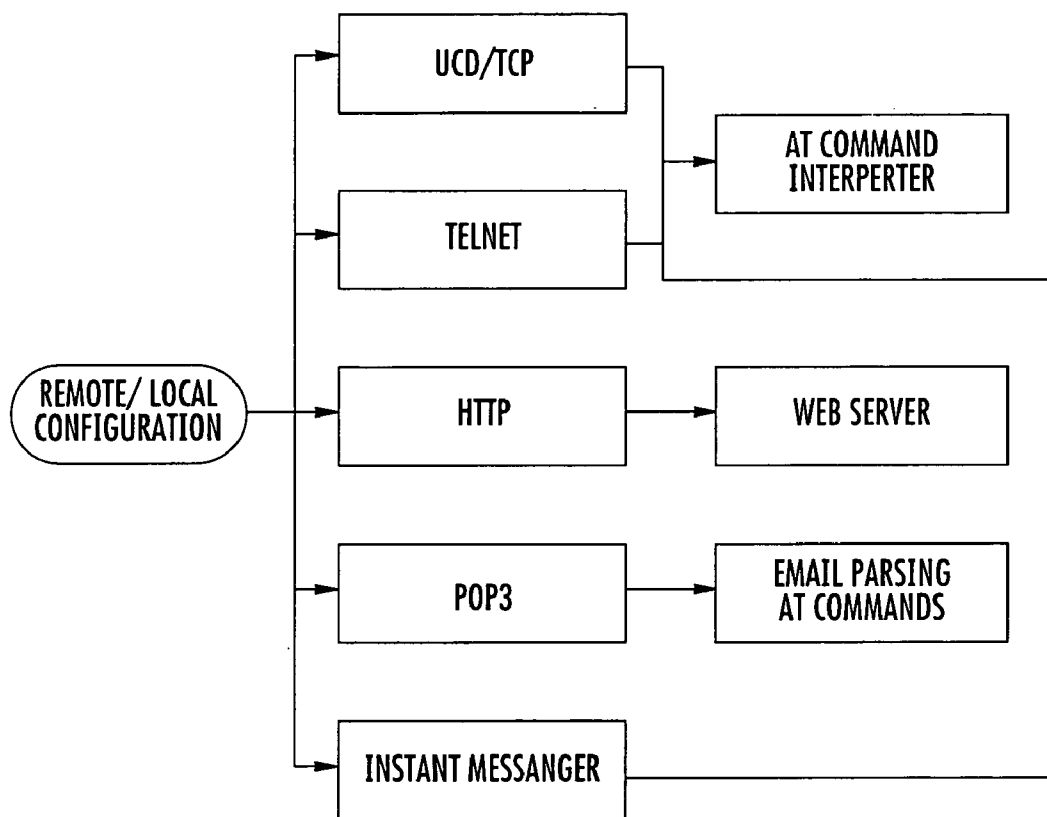 UCD/TCP
AT COMMAND
INTERPERTER
TELNET
REMOTE/ LOCAL
CONFIGURATION
HTTP
WEB SERVER
POP3
EMAIL PARSING
AT COMMANDS
INSTANT MESSANGER